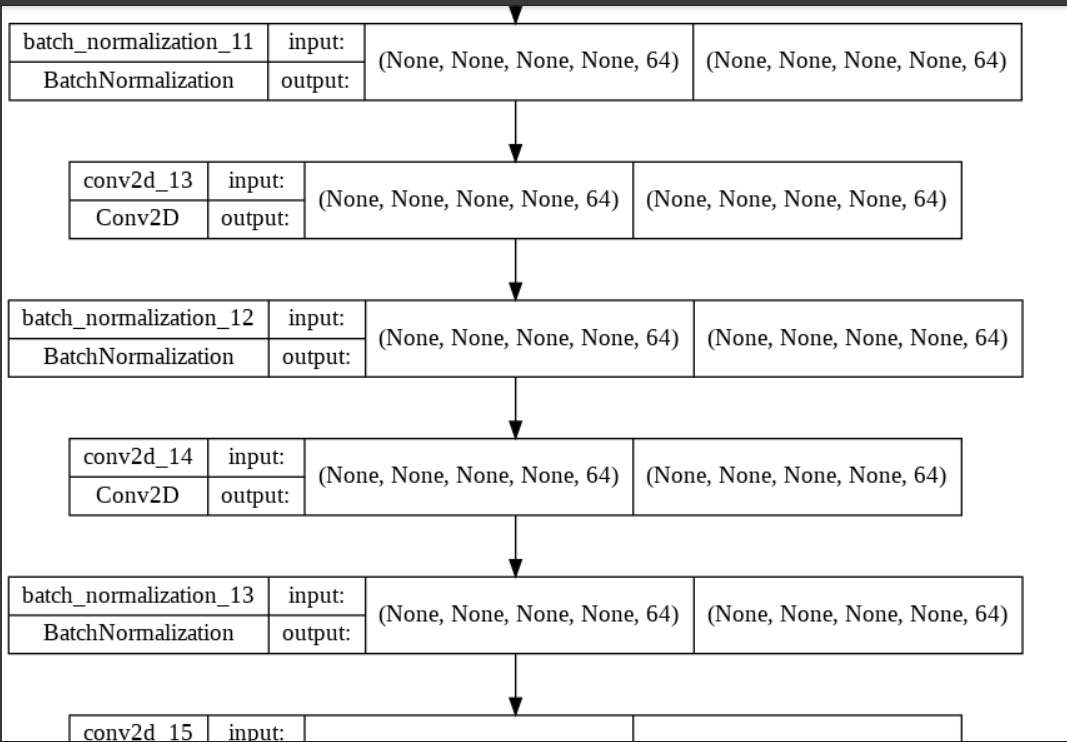 batch_normalization_11 input: (None, None, None, None, 64) (None, None, None, None, 64)
BatchNormalization output:
conv2d_13 input: (None, None, None, None, 64) (None, None, None, None, 64)
Conv2D output:
batch_normalization_12 input: (None, None, None, None, 64) (None, None, None, None, 64)
BatchNormalization output:
conv2d_14 input: (None, None, None, None, 64) (None, None, None, None, 64)
Conv2D output:
batch_normalization_13 input: (None, None, None, None, 64) (None, None, None, None, 64)
BatchNormalization output:
conv2d_15 input: